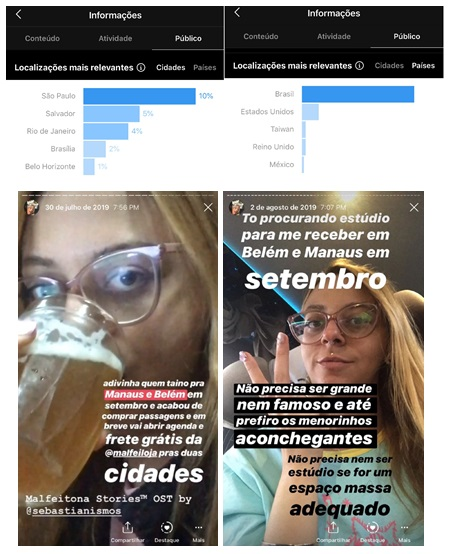 Informações
Conteúdo Atividade Público
Localizações mais relevantes Cidades Países
São Paulo 10%
Salvador 5%
Rio de Janeiro 4%
Brasília 2%
Belo Horizonte 1%
Informações
Conteúdo Atividade Público
Localizações mais relevantes Cidades Países
Brasil
Estados Unidos
Taiwan
Reino Unido
México
30 de julho de 2019 7:56 PM
adivinha quem taino pra
Manaus e Belém em
setembro e acabou de
comprar passagens e em
breve vai abrir agenda e
frete grátis da
@malfeiloja pras duas
cidades
Malfeitona Stories™ OST by
@sebastianismos
Compartilhar Destaque Mais
2 de agosto de 2019 7:07 PM
To procurando estúdio
para me receber em
Belém e Manaus em
setembro
Não precisa ser grande
nem famoso e até
prefiro os menorinhos
aconchegantes
Não precisa nem ser
estúdio se for um
espaço massa
adequado
Compartilhar Destaque Mais